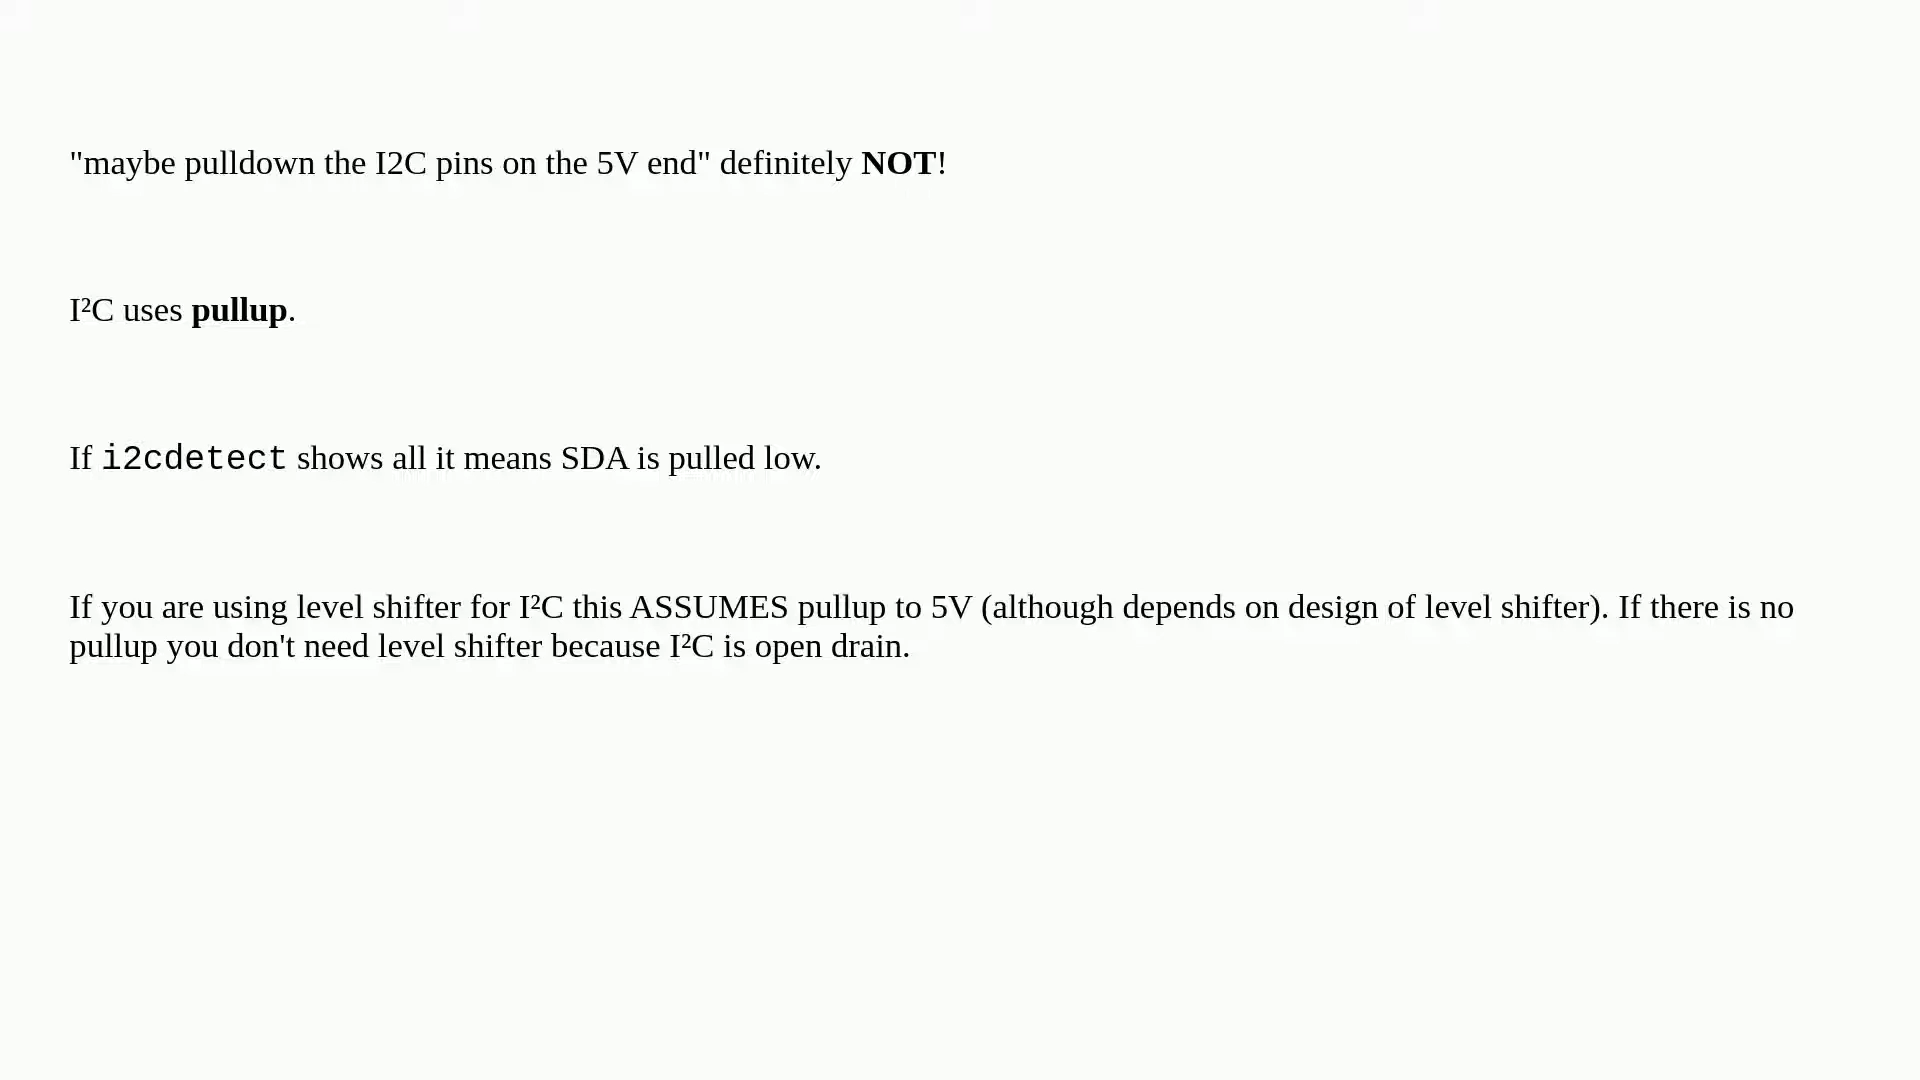 "maybe pulldown the I2C pins on the 5V end" definitely NOT!
I²C uses pullup.
If i2cdetect shows all it means SDA is pulled low.
If you are using level shifter for I²C this ASSUMES pullup to 5V (although depends on design of level shifter). If there is no
pullup you don't need level shifter because I²C is open drain.